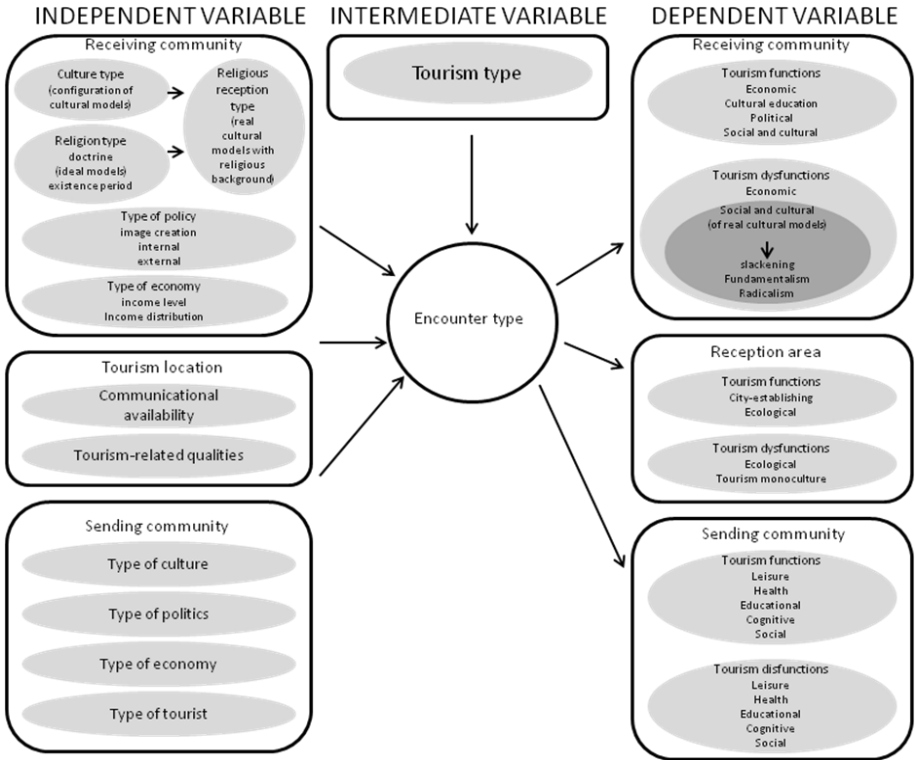 INDEPENDENT VARIABLE
Receiving community
Culture type
(configuration of
cultural models)
Religion type
doctrine
(ideal models)
existence period
Religious
reception
type
(real
cultural
models with
religious
background)
Type of policy
image creation
internal
external
Type of economy
income level
Income distribution
Tourism location
Communicational
availability
Tourism-related qualities
Sending community
Type of culture
Type of politics
Type of economy
Type of tourist
INTERMEDIATE VARIABLE
Tourism type
Encounter type
DEPENDENT VARIABLE
Receiving community
Tourism functions
Economic
Cultural education
Political
Social and cultural
Tourism dysfunctions
Economic
Social and cultural
(of real cultural models)
slackening
Fundamentalism
Radicalism
Reception area
Tourism functions
City-establishing
Ecological
Tourism dysfunctions
Ecological
Tourism monoculture
Sending community
Tourism functions
Leisure
Health
Educational
Cognitive
Social
Tourism disfunctions
Leisure
Health
Educational
Cognitive
Social